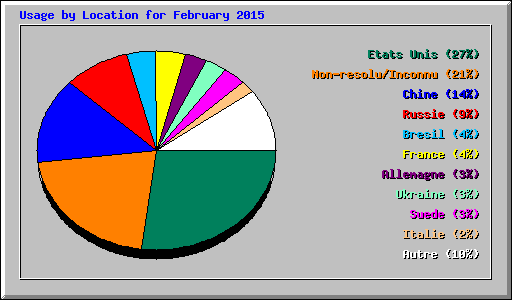 Usage by Location for February 2015
Etats Unis (27%)
Non-resolu/Inconnu (21%)
Chine (14%)
Russie (9%)
Bresil (4%)
France (4%)
Allemagne (3%)
Ukraine (3%)
Suede (3%)
Italie (2%)
Autre (10%)